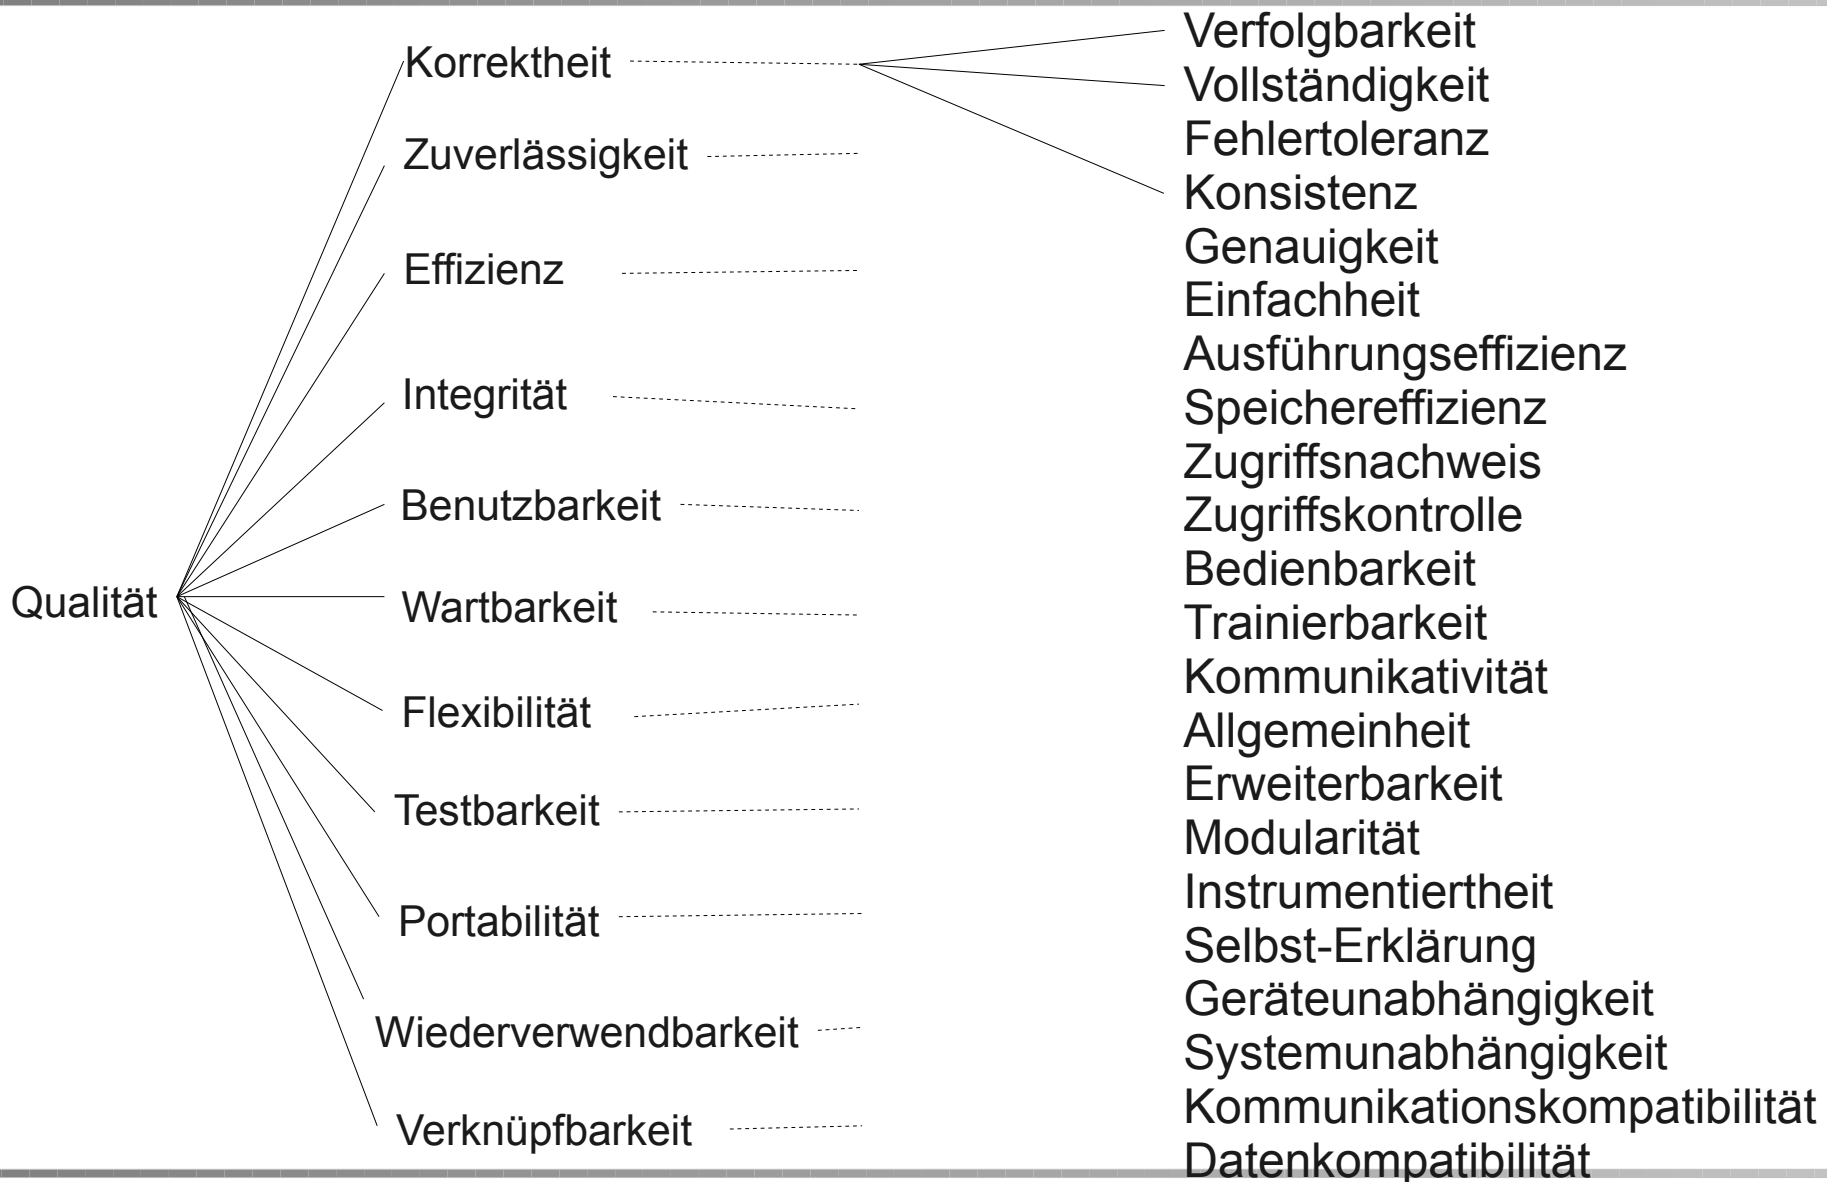 Qualität
Korrektheit
Zuverlässigkeit
Effizienz
Integrität
Benutzbarkeit
Wartbarkeit
Flexibilität
Testbarkeit
Portabilität
Wiederverwendbarkeit
Verknüpfbarkeit
Verfolgbarkeit
Vollständigkeit
Fehlertoleranz
Konsistenz
Genauigkeit
Einfachheit
Ausführungseffizienz
Speichereffizienz
Zugriffsnachweis
Zugriffskontrolle
Bedienbarkeit
Trainierbarkeit
Kommunikativität
Allgemeinheit
Erweiterbarkeit
Modularität
Instrumentiertheit
Selbst-Erklärung
Geräteunabhängigkeit
Systemunabhängigkeit
Kommunikationskompatibilität
Datenkompatibilität